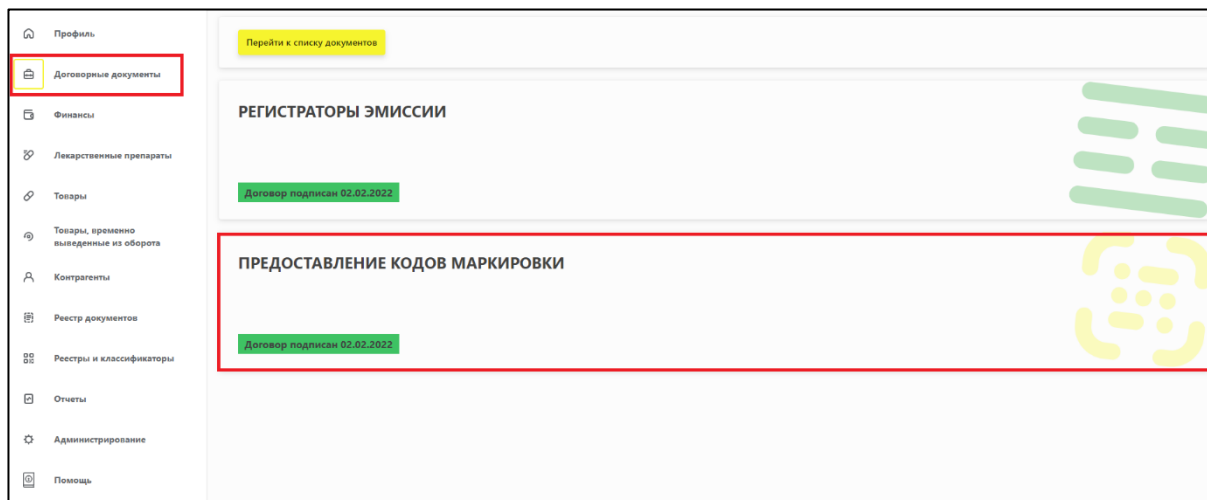 Профиль
Договорные документы
Финансы
Лекарственные препараты
Товары
Товары, временно
выведенные из оборота
Контрагенты
Реестр документов
Реестры и классификаторы
Отчеты
Администрирование
Помощь
Перейти к списку документов
РЕГИСТРАТОРЫ ЭМИССИИ
Договор подписан 02.02.2022
ПРЕДОСТАВЛЕНИЕ КОДОВ МАРКИРОВКИ
Договор подписан 02.02.2022